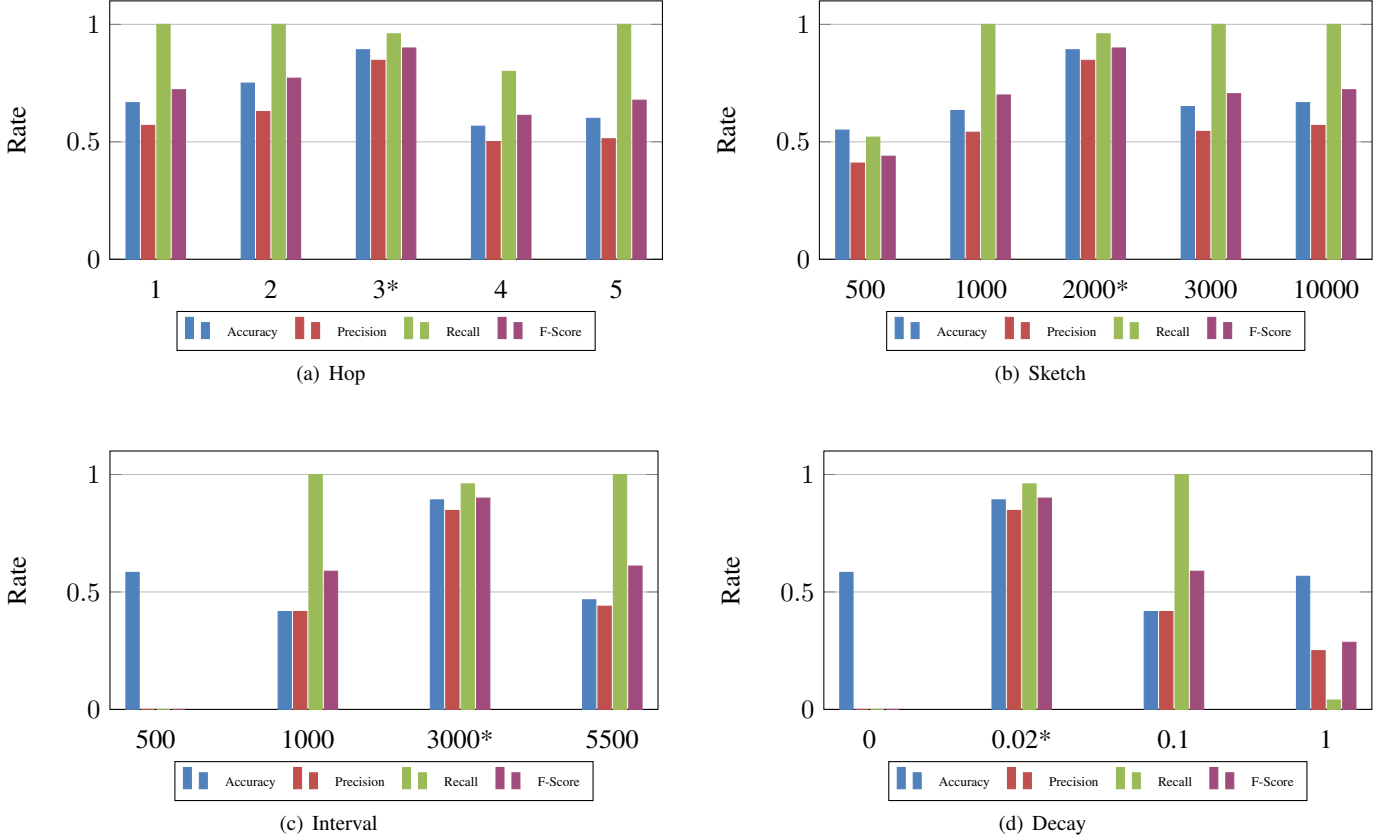 1
0.5
0
Rate
1 2 3* 4 5
Accuracy Precision Recall F-Score
(a) Hop
1
0.5
0
Rate
500 1000 2000* 3000 10000
Accuracy Precision Recall F-Score
(b) Sketch
1
0.5
0
Rate
500 1000 3000* 5500
Accuracy Precision Recall F-Score
(c) Interval
1
0.5
0
Rate
0 0.02* 0.1 1
Accuracy Precision Recall F-Score
(d) Decay